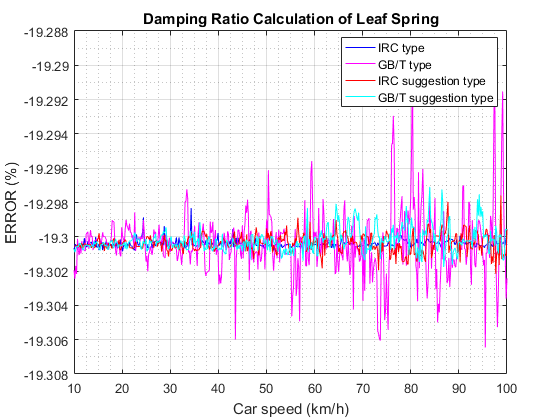 Damping Ratio Calculation of Leaf Spring
-19.288
-19.29
-19.292
-19.294
-19.296
-19.298
-19.3
-19.302
-19.304
-19.306
-19.308
ERROR (%)
IRC type
GB/T type
IRC suggestion type
GB/T suggestion type
10 20 30 40 50 60 70 80 90 100
Car speed (km/h)